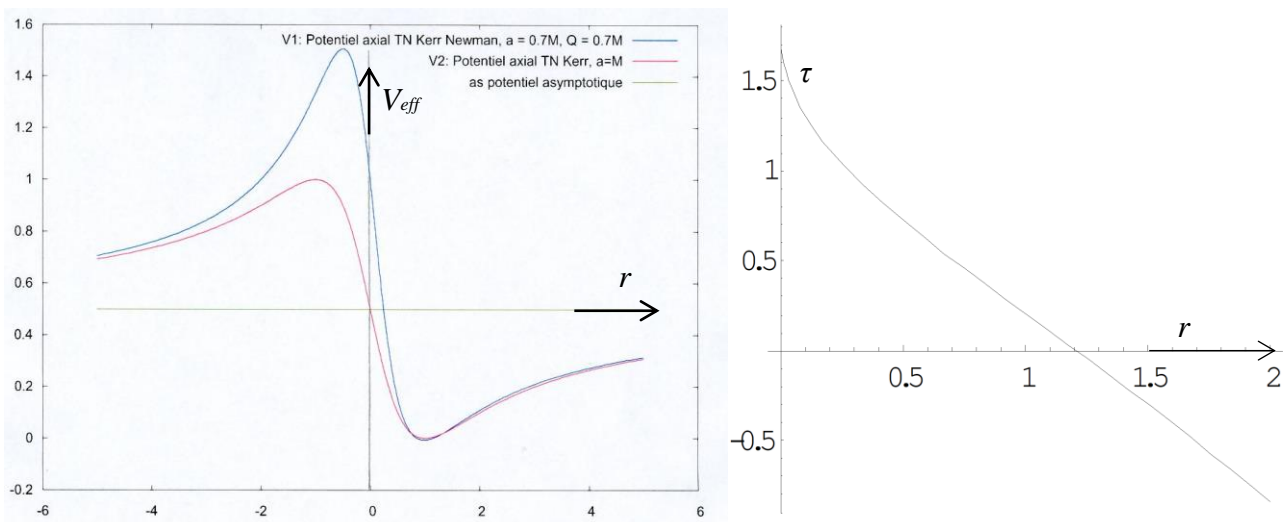 1.6
V1: Potentiel axial TN Kerr Newman, a = 0.7M, Q = 0.7M
V2: Potentiel axial TN Kerr, a=M
as potentiel asymptotique
1.4
Veff
1.2
1
0.8
0.6
r
0.4
0.2
0
-0.2
-6 -4 -2 0 2 4 6
1.5 τ
1
0.5
r
0.5 1 1.5 2
-0.5